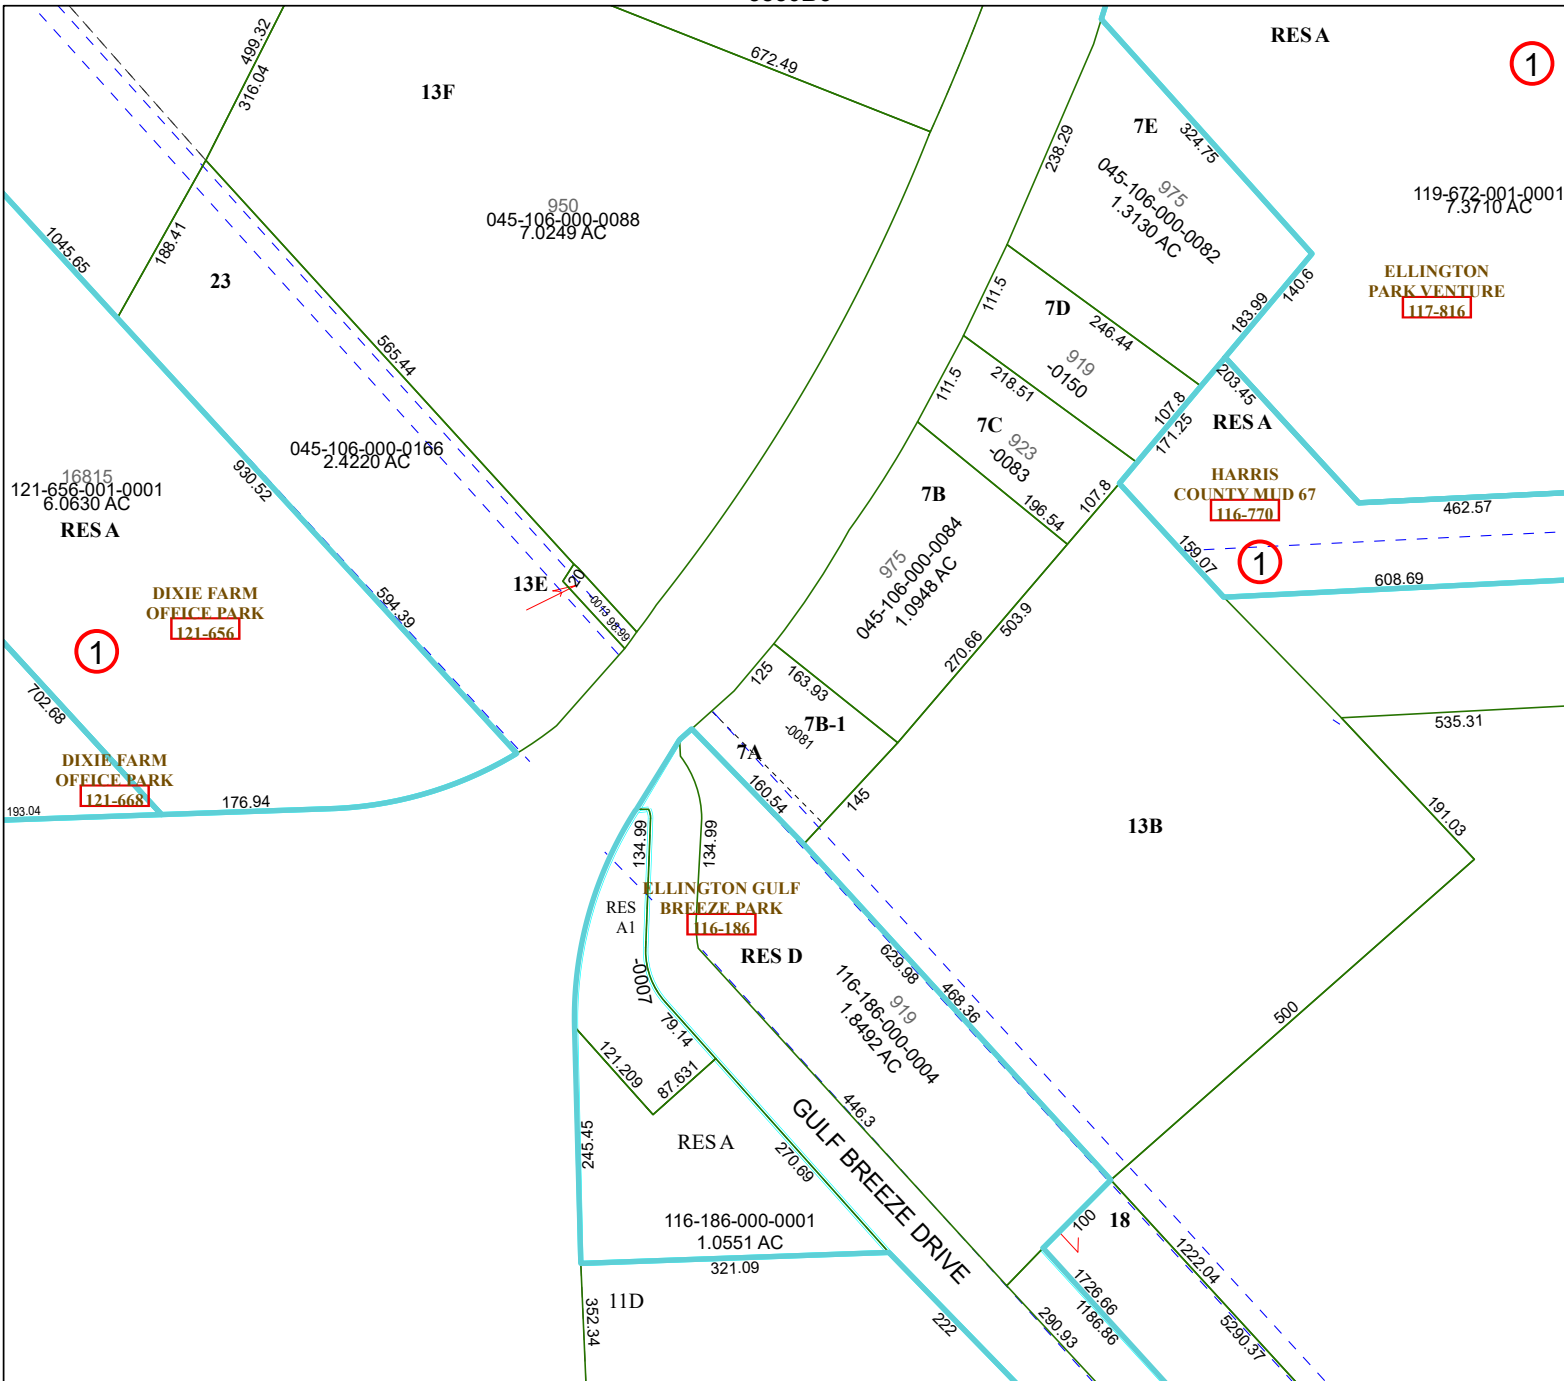 RES A
1
499.32
316.04
672.49
13F
7E
324.75
238.29
975
045-106-000-0082
1.3130 AC
119-672-001-0001
7.3710 AC
950
045-106-000-0088
7.0249 AC
188.41
1045.65
23
ELLINGTON
PARK VENTURE
117-816
140.6
183.99
111.5
7D
246.44
919
-0150
565.44
218.51
111.5
203.45
107.8
171.25
RES A
7C
923
-0083
045-106-000-0166
2.4220 AC
930.52
16815
121-656-001-0001
6.0630 AC
RES A
HARRIS
COUNTY MUD 67
116-770
462.57
7B
196.54
107.8
975
045-106-000-0084
1.0948 AC
159.07
1
608.69
13E
20
-0013
98.99
594.39
DIXIE FARM
OFFICE PARK
121-656
1
503.9
270.66
702.68
125
163.93
7B-1
-0081
7A
535.31
DIXIE FARM
OFFICE PARK
121-668
193.04
176.94
160.54
145
134.99
134.99
13B
191.03
ELLINGTON GULF
BREEZE PARK
116-186
RES
A1
-0007
RES D
629.98
468.36
919
116-186-000-0004
1.8492 AC
500
79.14
121.209
87.631
446.3
GULF BREEZE DRIVE
245.45
RES A
270.69
116-186-000-0001
1.0551 AC
321.09
100
18
1222.04
11D
352.34
222
290.93
1726.66
1186.86
5290.37